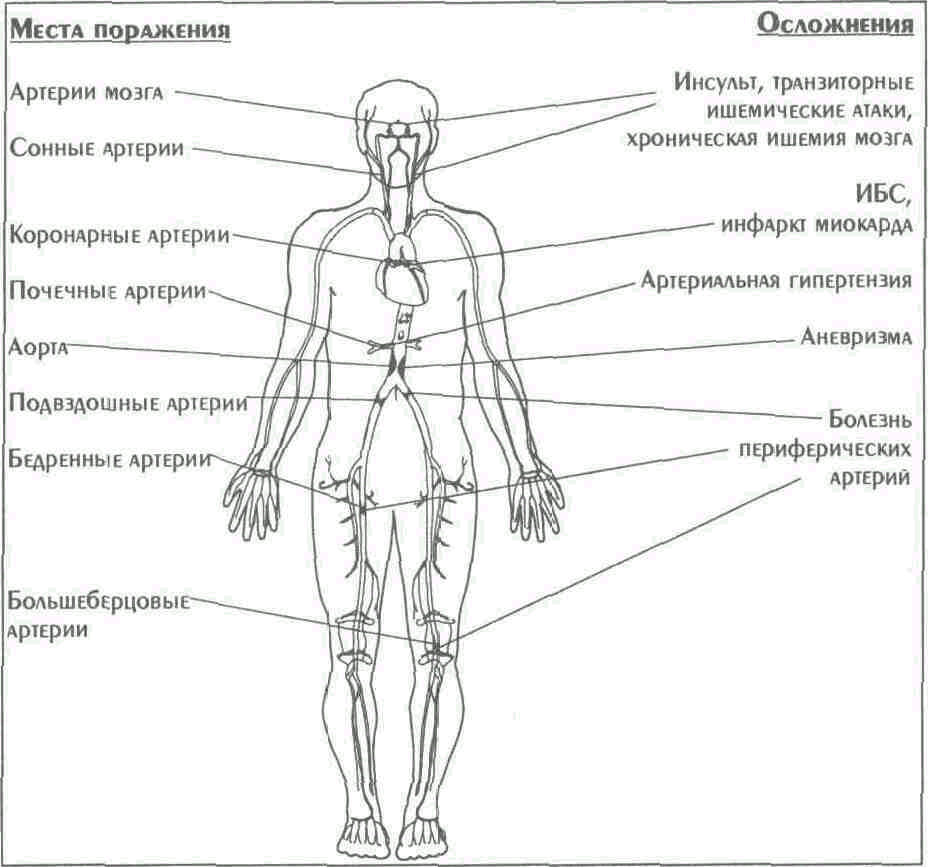 Места поражения
Артерии мозга
Сонные артерии
Коронарные артерии
Почечные артерии
Аорта
Подвздошные артерии
Бедренные артерии
Большеберцовые
артерии
Осложнения
Инсульт, транзиторные
ишемические атаки,
хроническая ишемия мозга
ИБС,
инфаркт миокарда
Артериальная гипертензия
Аневризма
Болезнь
периферических
артерий